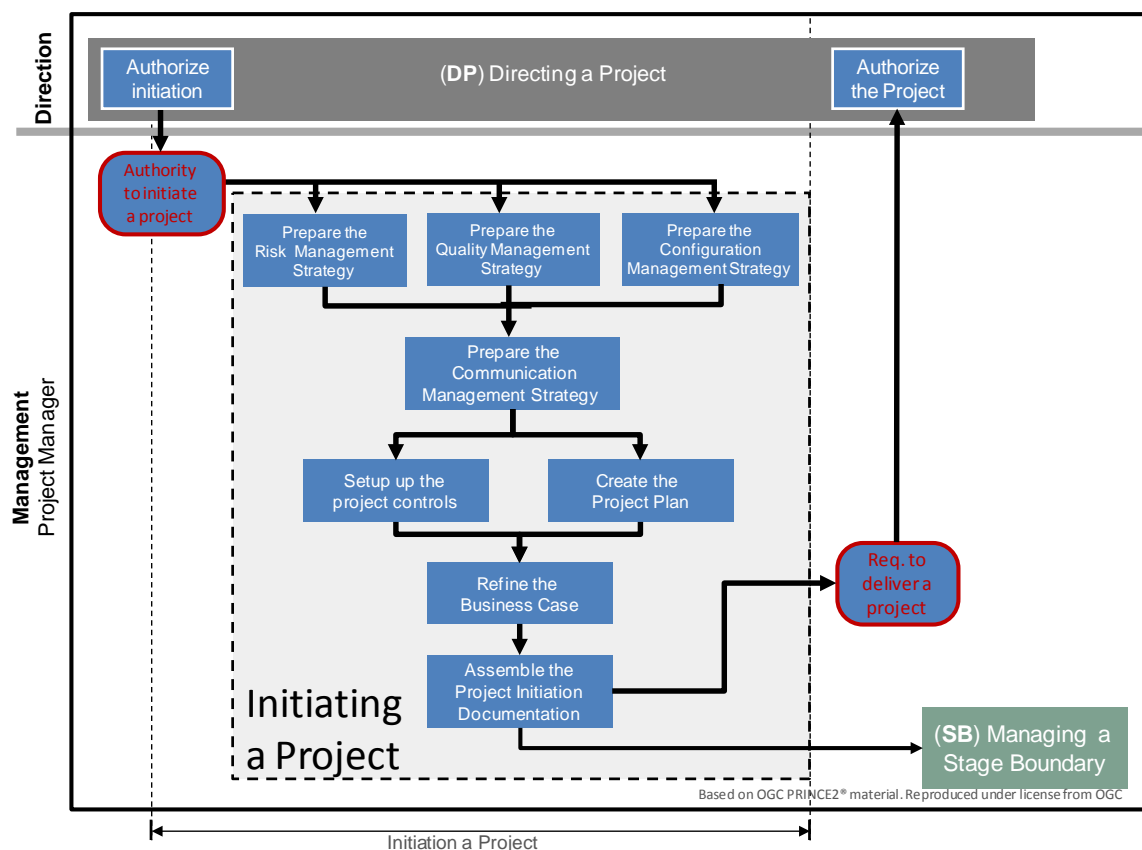 Direction
Authorize
initiation
(DP) Directing a Project
Authorize
the Project
Authority
to initiate
a project
Prepare the
Risk Management
Strategy
Prepare the
Quality Management
Strategy
Prepare the
Configuration
Management Strategy
Prepare the
Communication
Management Strategy
Management
Project Manager
Setup up the
project controls
Create the
Project Plan
Req. to
deliver a
project
Refine the
Business Case
Assemble the
Project Initiation
Documentation
Initiating
a Project
(SB) Managing a
Stage Boundary
Based on OGC PRINCE2® material. Reproduced under license from OGC
Initiation a Project